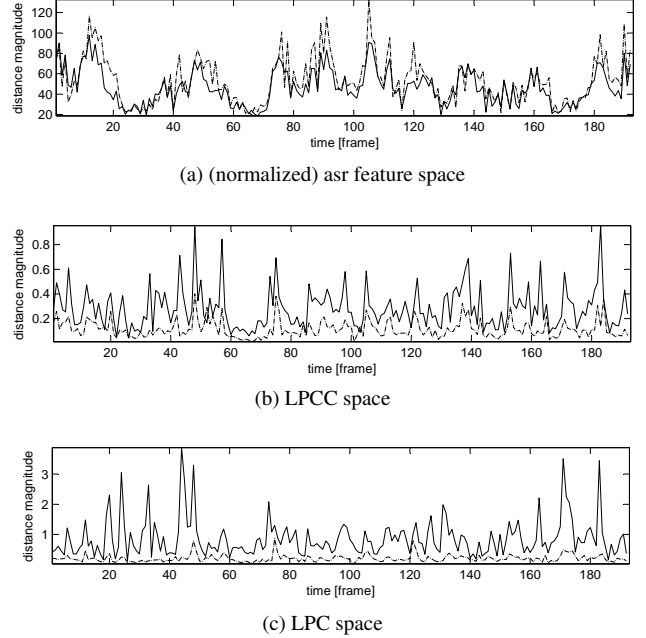 120
100
80
60
40
20
distance magnitude
20 40 60 80 100 120 140 160 180
time [frame]
(a) (normalized) asr feature space
0.8
0.6
0.4
0.2
distance magnitude
20 40 60 80 100 120 140 160 180
time [frame]
(b) LPCC space
3
2
1
distance magnitude
20 40 60 80 100 120 140 160 180
time [frame]
(c) LPC space